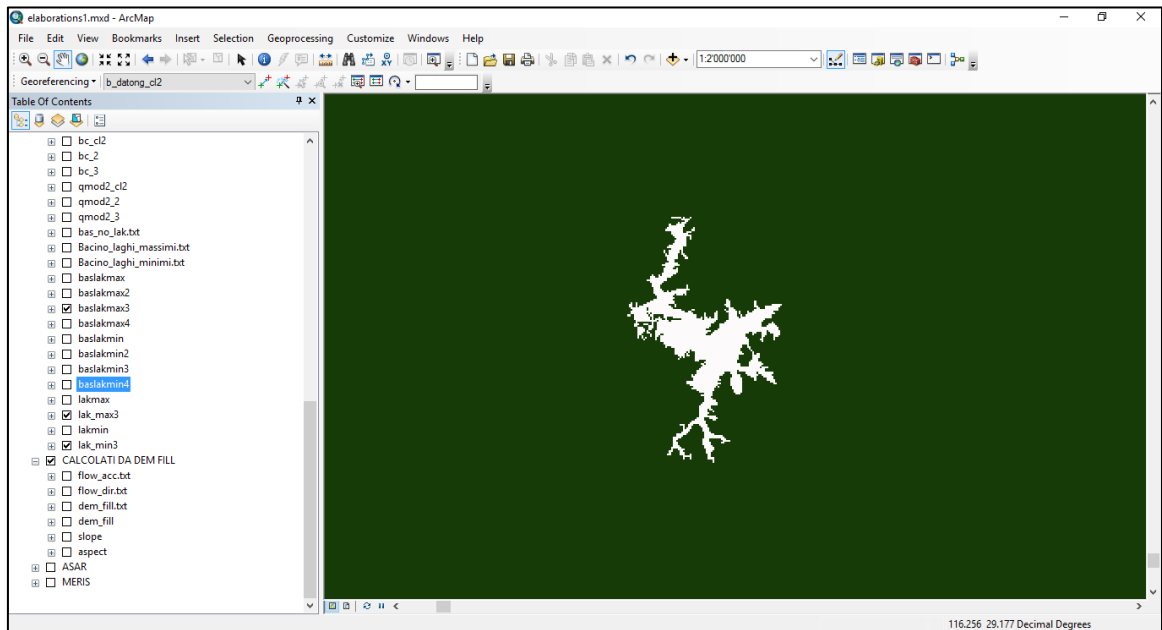 elaborations1.mxd - ArcMap
File Edit View Bookmarks Insert Selection Geoprocessing Customize Windows Help
1:2'000'000
Georeferencing b_datong_cl2
Table Of Contents
bc_cl2
bc_2
bc_3
qmod2_cl2
qmod2_2
qmod2_3
bas_no_lak.txt
Bacino_laghi_massimi.txt
Bacino_laghi_minimi.txt
baslakmax
baslakmax2
baslakmax3
baslakmax4
baslakmin
baslakmin2
baslakmin3
baslakmin4
lakmax
lak_max3
lakmin
lak_min3
CALCOLATI DA DEM FILL
flow_acc.txt
flow_dir.txt
dem_fill.txt
dem_fill
slope
aspect
ASAR
MERIS
116.256 29.177 Decimal Degrees